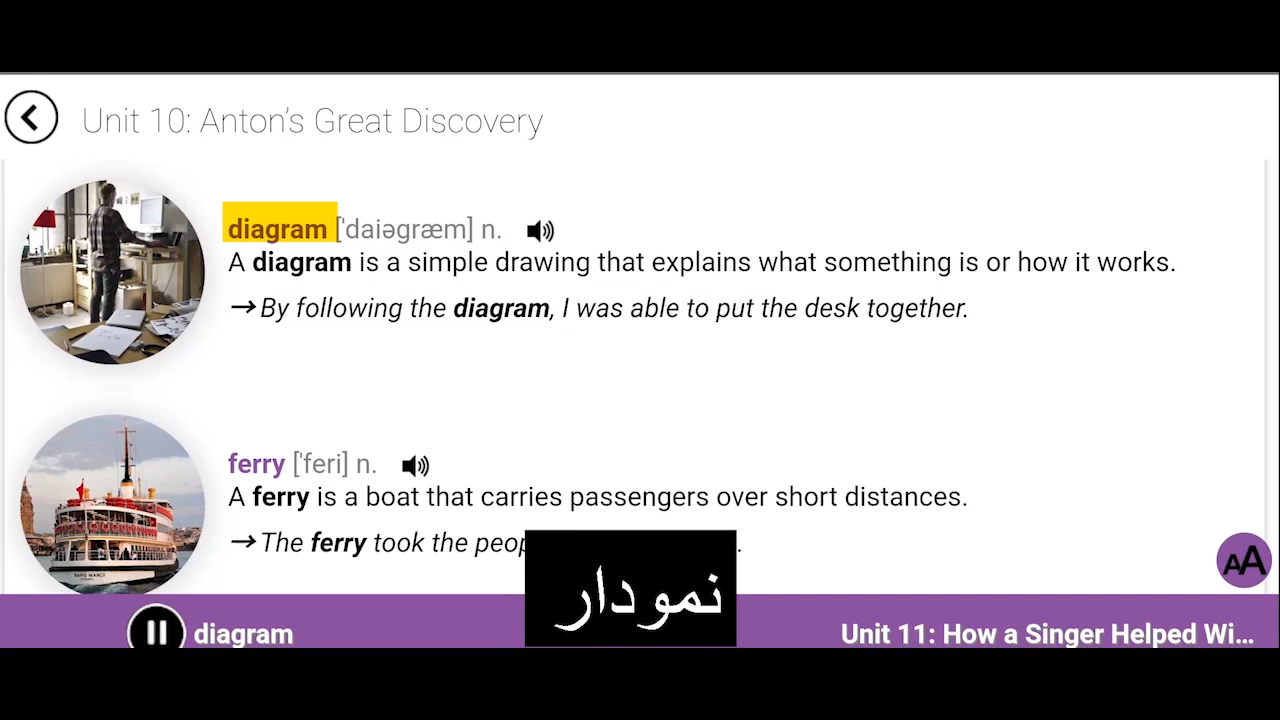 Unit 10: Anton's Great Discovery
diagram ['daiəgræm] n.
A diagram is a simple drawing that explains what something is or how it works.
→ By following the diagram, I was able to put the desk together.
ferry ['feri] n.
A ferry is a boat that carries passengers over short distances.
→ The ferry took the
نمودار
AA
diagram
Unit 11: How a Singer Helped Wi...